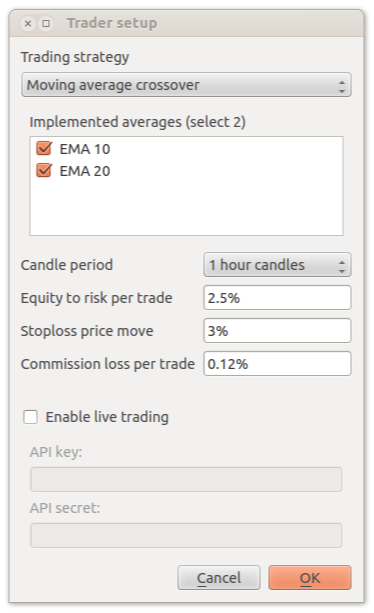 Trader setup
Trading strategy
Moving average crossover
Implemented averages (select 2)
EMA 10
EMA 20
Candle period 1 hour candles
Equity to risk per trade 2.5%
Stoploss price move 3%
Commission loss per trade 0.12%
Enable live trading
API key:
API secret:
Cancel OK